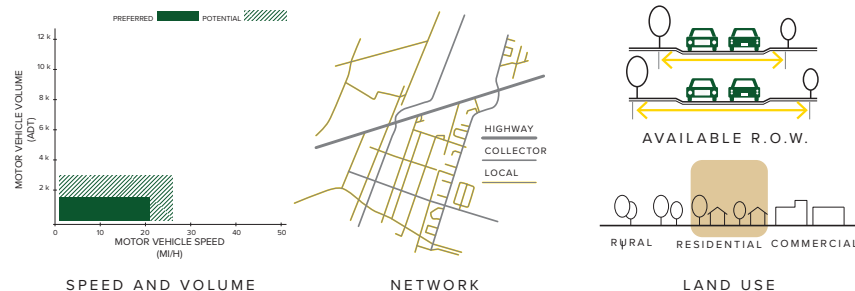 PREFERRED
POTENTIAL
12 k
10 k
8 k
6 k
4 k
2 k
MOTOR VEHICLE VOLUME
(ADT)
0 10 20 30 40 50
MOTOR VEHICLE SPEED
(MI/H)
SPEED AND VOLUME
HIGHWAY
COLLECTOR
LOCAL
NETWORK
AVAILABLE R.O.W.
RURAL RESIDENTIAL COMMERCIAL
LAND USE